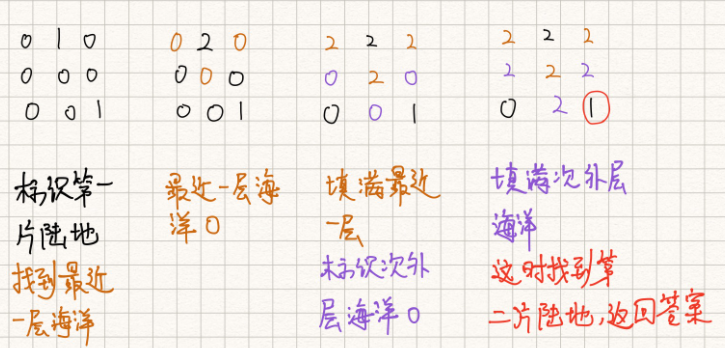 0 1 0
0 0 0
0 0 1
0 2 0
0 0 0
0 0 1
2 2 2
0 2 0
0 0 1
2 2 2
2 2 2
0 2 1
标识第一
片陆地
找到最近
一层海洋
最近一层海
洋0
填满最近
一层
标识次外
层海洋0
填满次外层
海洋
这时找到第
二片陆地,返回答案